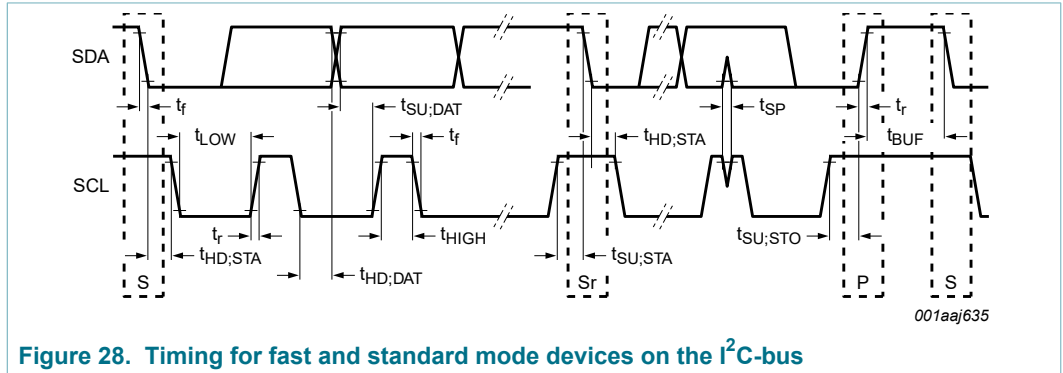 SDA
t_f
t_SU;DAT
t_SP
t_r
t_LOW
t_f
t_HD;STA
t_BUF
SCL
t_r
t_HIGH
t_SU;STO
t_HD;STA
t_SU;STA
t_HD;DAT
S
Sr
P
S
001aaj635
Figure 28. Timing for fast and standard mode devices on the I²C-bus